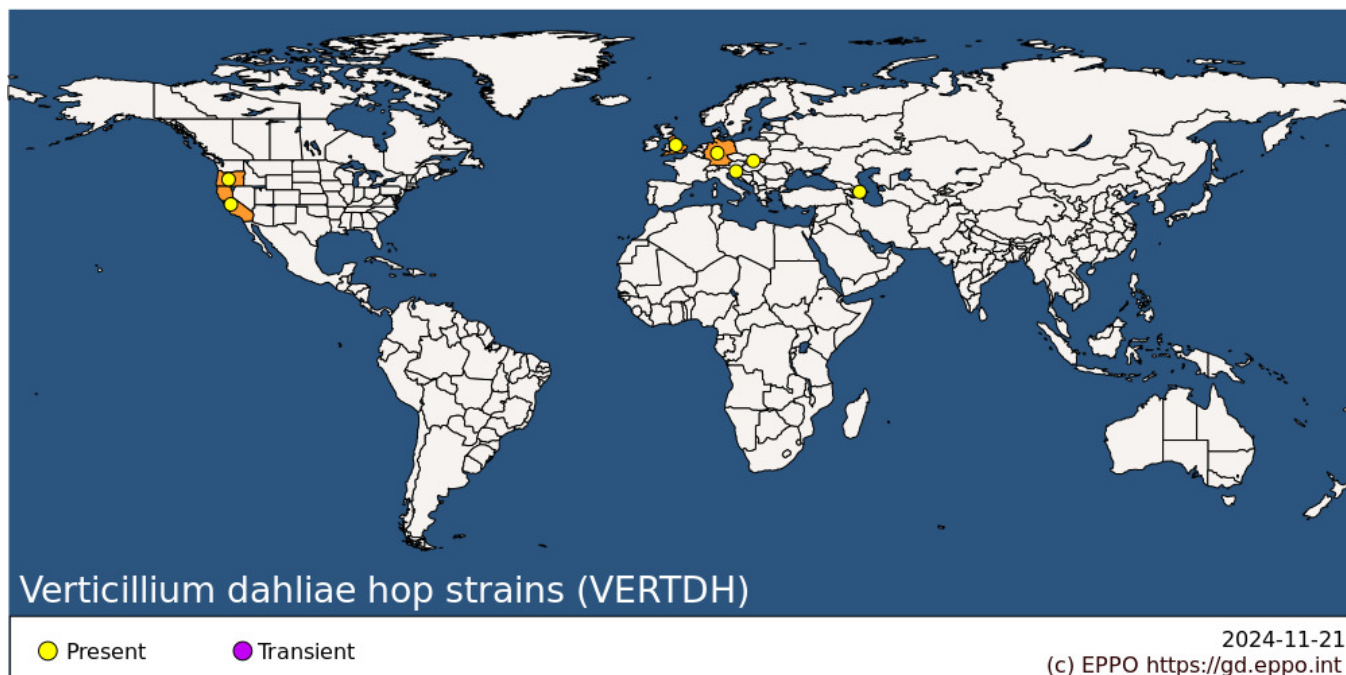 Verticillium dahliae hop strains (VERTDH)
Present
Transient
2024-11-21
(c) EPPO https://gd.eppo.int